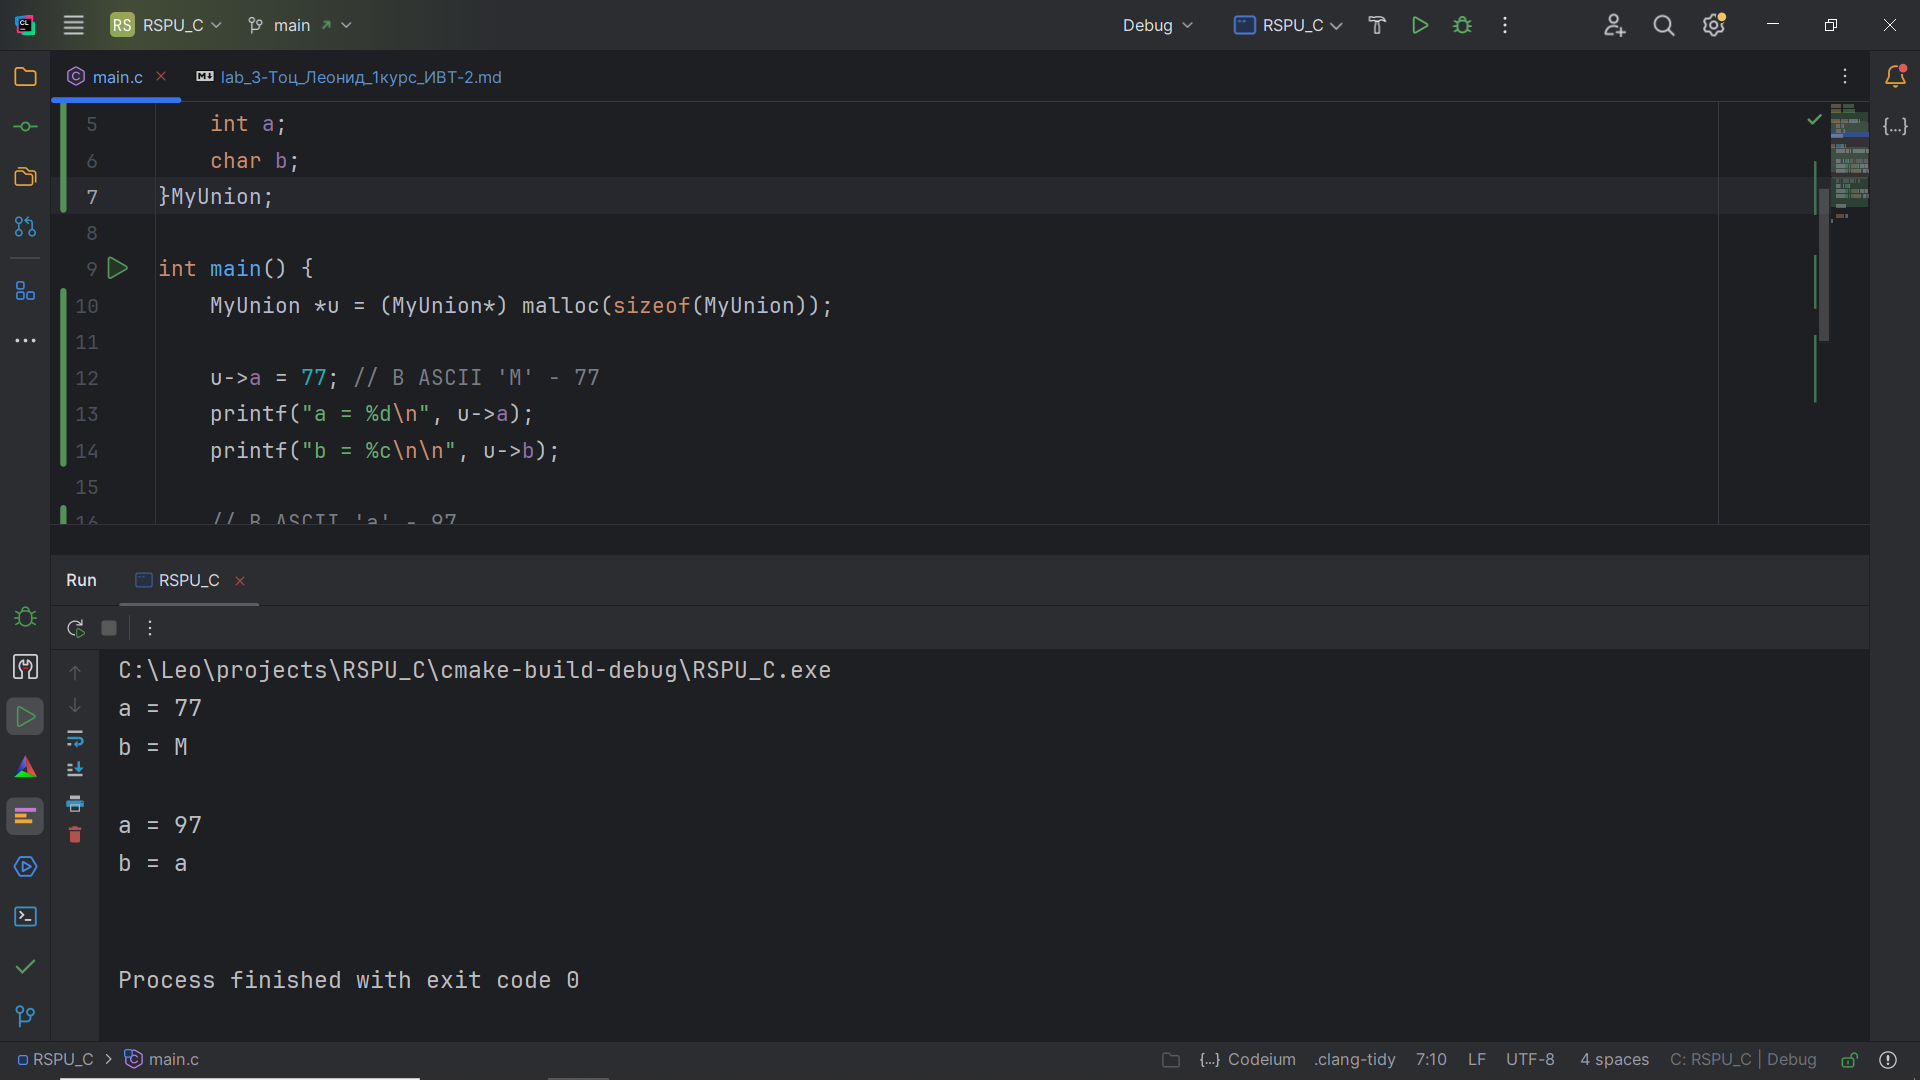 RS RSPU_C main Debug RSPU_C
main.c lab_3-Тоц_Леонид_1курс_ИВТ-2.md
5 int a;
6 char b;
7 }MyUnion;
8
9 int main() {
10 MyUnion *u = (MyUnion*) malloc(sizeof(MyUnion));
11
12 u->a = 77; // В ASCII 'M' - 77
13 printf("a = %d\n", u->a);
14 printf("b = %c\n\n", u->b);
15
16 // В ASCII 'a' - 97
Run RSPU_C
C:\Leo\projects\RSPU_C\cmake-build-debug\RSPU_C.exe
a = 77
b = M
a = 97
b = a
Process finished with exit code 0
RSPU_C > main.c {...} Codeium .clang-tidy 7:10 LF UTF-8 4 spaces C: RSPU_C | Debug